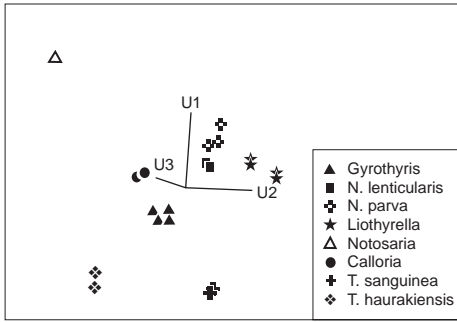 U1
U3
U2
Gyrothyris
N. lenticularis
N. parva
Liothyrella
Notosaria
Calloria
T. sanguinea
T. haurakiensis